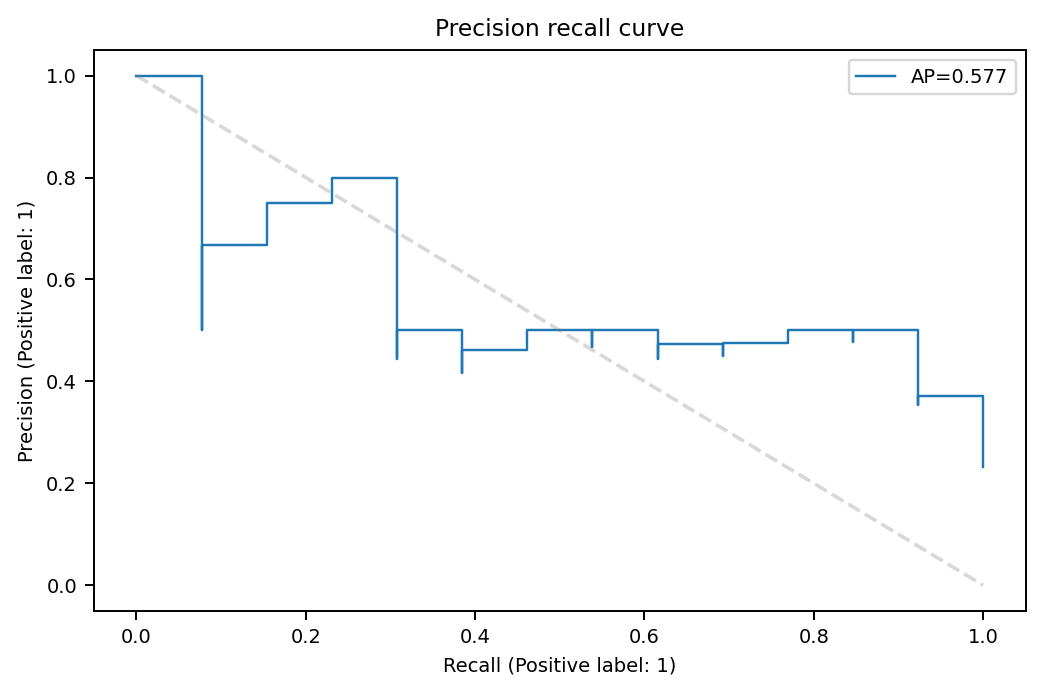 Precision recall curve
AP=0.577
Precision (Positive label: 1)
1.0
0.8
0.6
0.4
0.2
0.0
0.0 0.2 0.4 0.6 0.8 1.0
Recall (Positive label: 1)